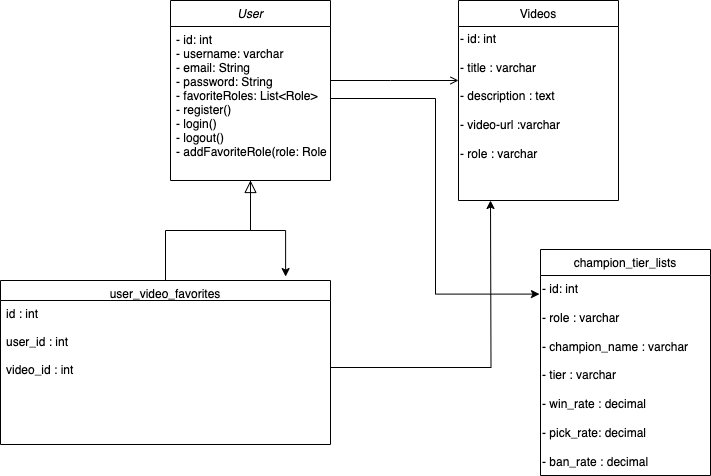 User
- id: int
- username: varchar
- email: String
- password: String
- favoriteRoles: List<Role>
- register()
- login()
- logout()
- addFavoriteRole(role: Role
Videos
- id: int
- title : varchar
- description : text
- video-url :varchar
- role : varchar
user_video_favorites
id : int
user_id : int
video_id : int
champion_tier_lists
- id: int
- role : varchar
- champion_name : varchar
- tier : varchar
- win_rate : decimal
- pick_rate: decimal
- ban_rate : decimal